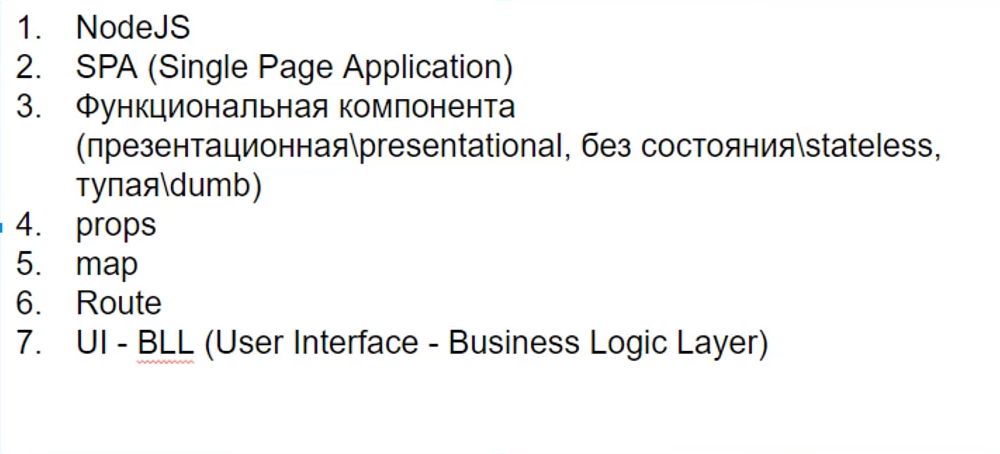 1. NodeJS
2. SPA (Single Page Application)
3. Функциональная компонента
(презентационная\presentational, без состояния\stateless,
тупая\dumb)
4. props
5. map
6. Route
7. UI - BLL (User Interface - Business Logic Layer)